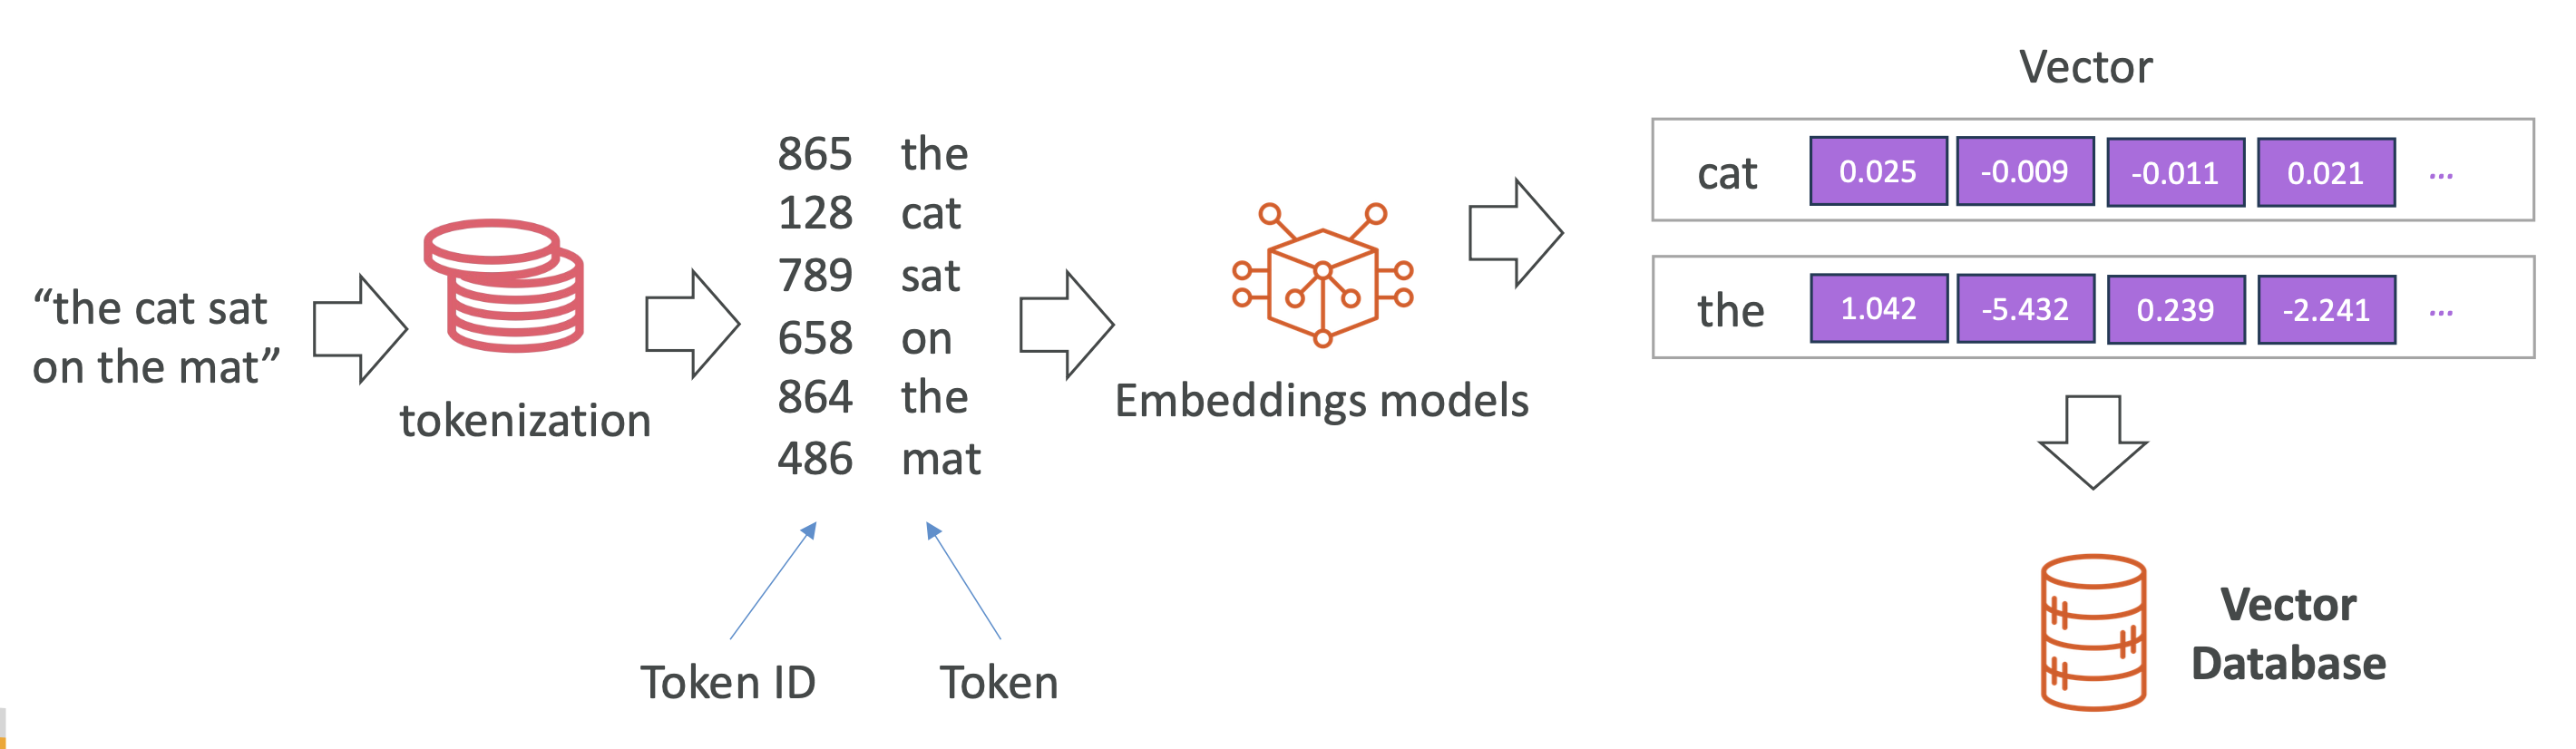 “the cat sat
on the mat”
tokenization
865 the
128 cat
789 sat
658 on
864 the
486 mat
Token ID
Token
Embeddings models
Vector
cat 0.025 -0.009 -0.011 0.021 ...
the 1.042 -5.432 0.239 -2.241 ...
Vector
Database